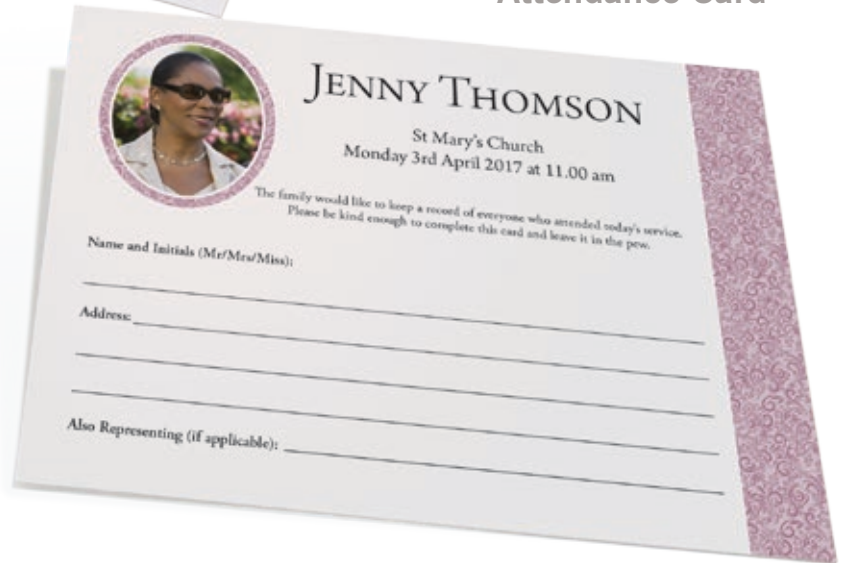 Attendance Card
JENNY THOMSON
St Mary's Church
Monday 3rd April 2017 at 11.00 am
The family would like to keep a record of everyone who attended today's service.
Please be kind enough to complete this card and leave it in the pew.
Name and Initials (Mr/Mrs/Miss):
Address:
Also Representing (if applicable):